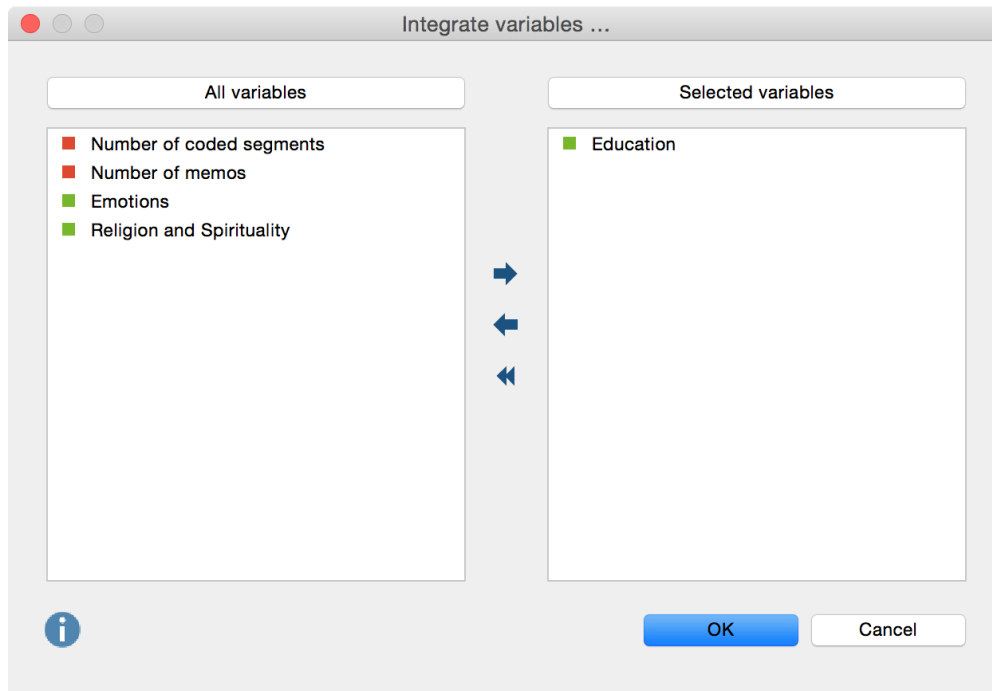 Integrate variables ...
All variables
Number of coded segments
Number of memos
Emotions
Religion and Spirituality
Selected variables
Education
OK
Cancel